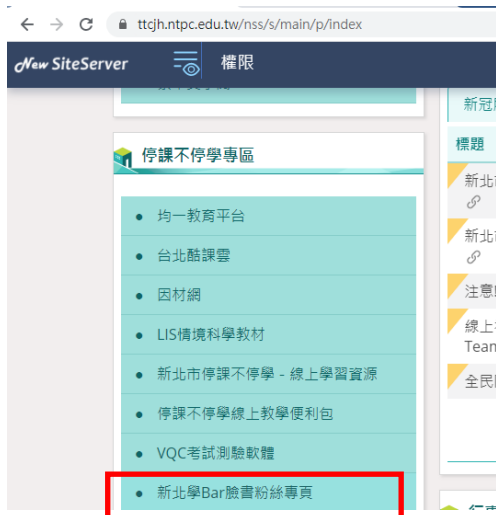 ttcjh.ntpc.edu.tw/nss/s/main/p/index
New SiteServer
權限
停課不停學專區
均一教育平台
台北酷課雲
因材網
LIS情境科學教材
新北市停課不停學 - 線上學習資源
停課不停學線上教學便利包
VQC考試測驗軟體
新北學Bar臉書粉絲專頁
新冠
標題
新北
新北
注意
線上
Tean
全民